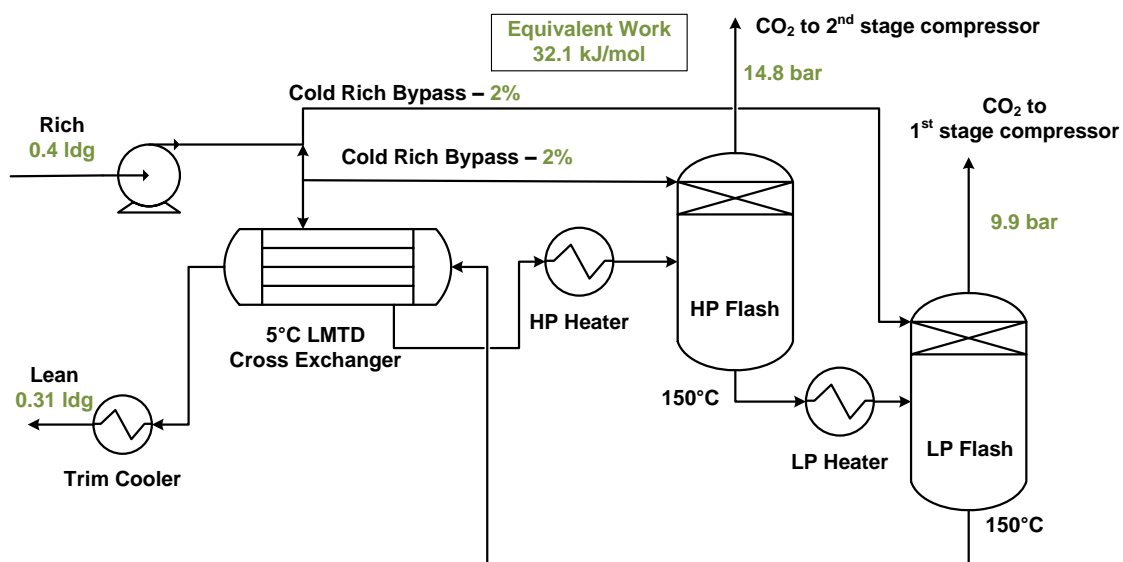 Equivalent Work
32.1 kJ/mol
CO₂ to 2ⁿᵈ stage compressor
14.8 bar
Cold Rich Bypass – 2%
CO₂ to
1ˢᵗ stage compressor
Rich
0.4 ldg
Cold Rich Bypass – 2%
9.9 bar
HP Flash
HP Heater
5°C LMTD
Cross Exchanger
Lean
0.31 ldg
150°C
LP Flash
LP Heater
Trim Cooler
150°C